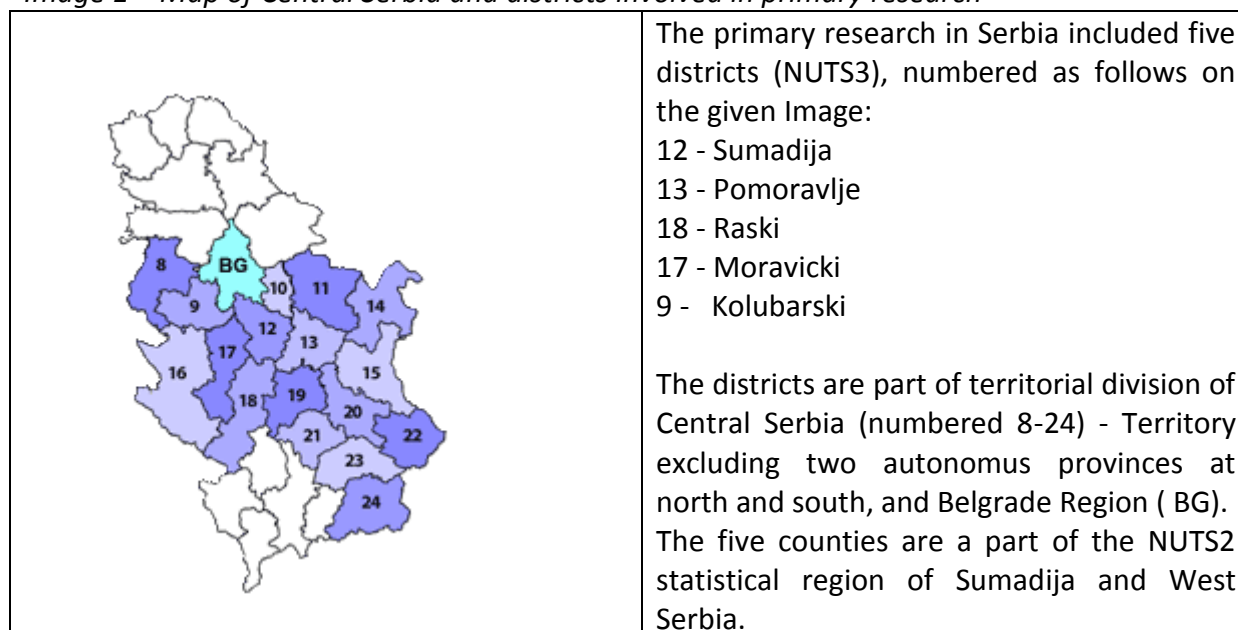 Image 1 – Map of Central Serbia and districts involved in primary research
The primary research in Serbia included five
districts (NUTS3), numbered as follows on
the given Image:
12 - Sumadija
13 - Pomoravlje
18 - Raski
17 - Moravicki
9 - Kolubarski
The districts are part of territorial division of
Central Serbia (numbered 8-24) - Territory
excluding two autonomus provinces at
north and south, and Belgrade Region ( BG).
The five counties are a part of the NUTS2
statistical region of Sumadija and West
Serbia.
8
BG
10
11
9
14
12
13
17
16
15
18
19
20
21
22
23
24